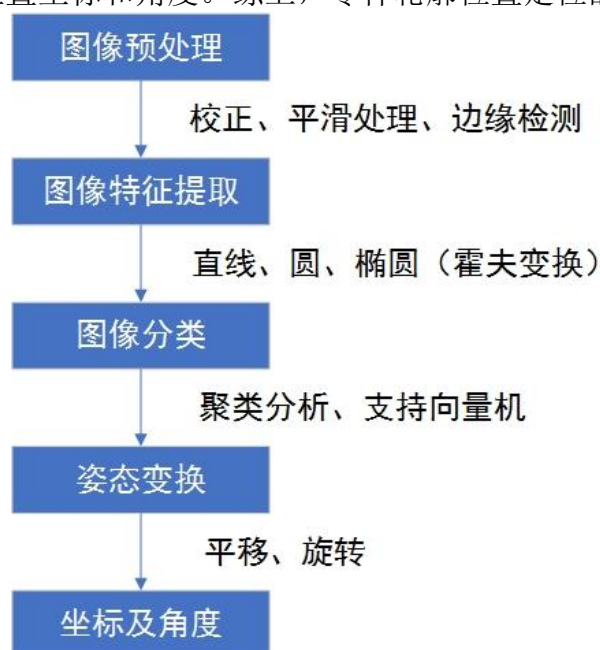 图像预处理
校正、平滑处理、边缘检测
图像特征提取
直线、圆、椭圆（霍夫变换）
图像分类
聚类分析、支持向量机
姿态变换
平移、旋转
坐标及角度